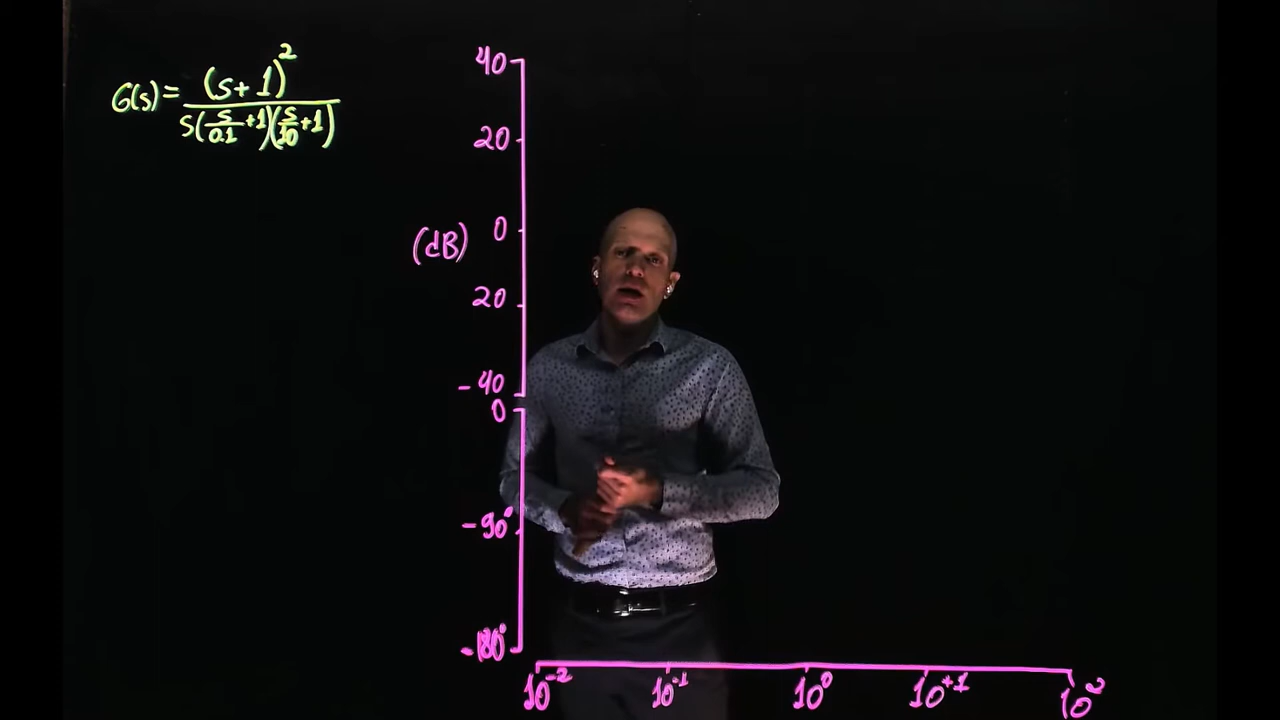 G(s) = (s+1)^2 / s(s/0.1 +1)(s/10 +1)
40
20
(dB) 0
20
-40
0
-90°
-180°
10^-2 10^-1 10^0 10^+1 10^2